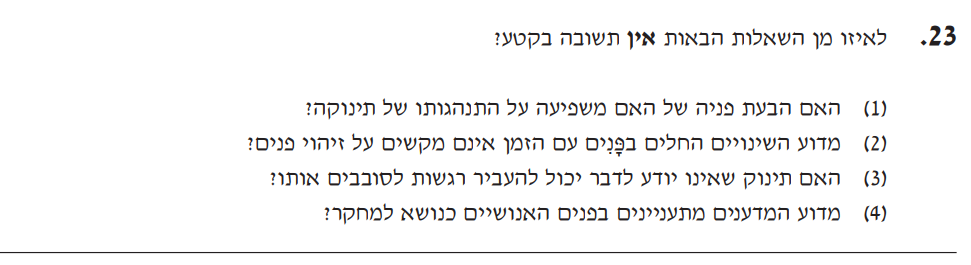 23. לאיזו מן השאלות הבאות אין תשובה בקטע?
(1) האם הבעת פניה של האם משפיעה על התנהגותו של תינוקה?
(2) מדוע השינויים החלים בפָּנִים עם הזמן אינם מקשים על זיהוי פנים?
(3) האם תינוק שאינו יודע לדבר יכול להעביר רגשות לסובבים אותו?
(4) מדוע המדענים מתעניינים בפנים האנושיים כנושא למחקר?